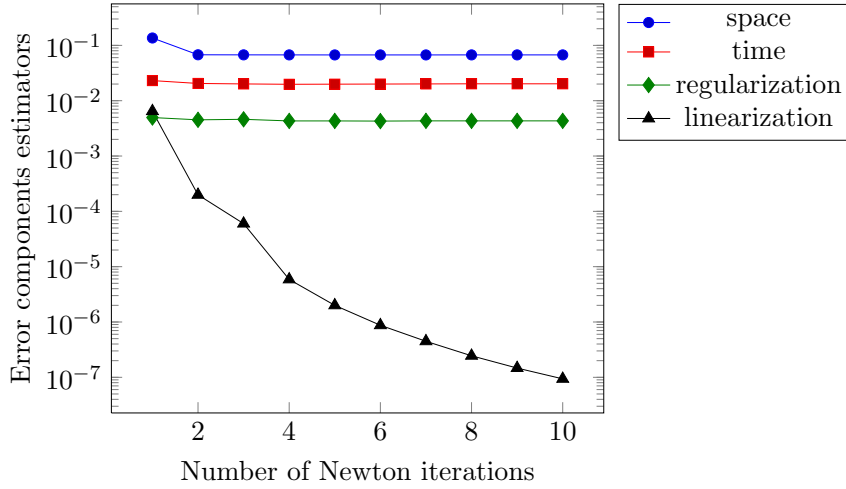 space
time
regularization
linearization
10^{-1}
10^{-2}
10^{-3}
10^{-4}
10^{-5}
10^{-6}
10^{-7}
Error components estimators
2 4 6 8 10
Number of Newton iterations